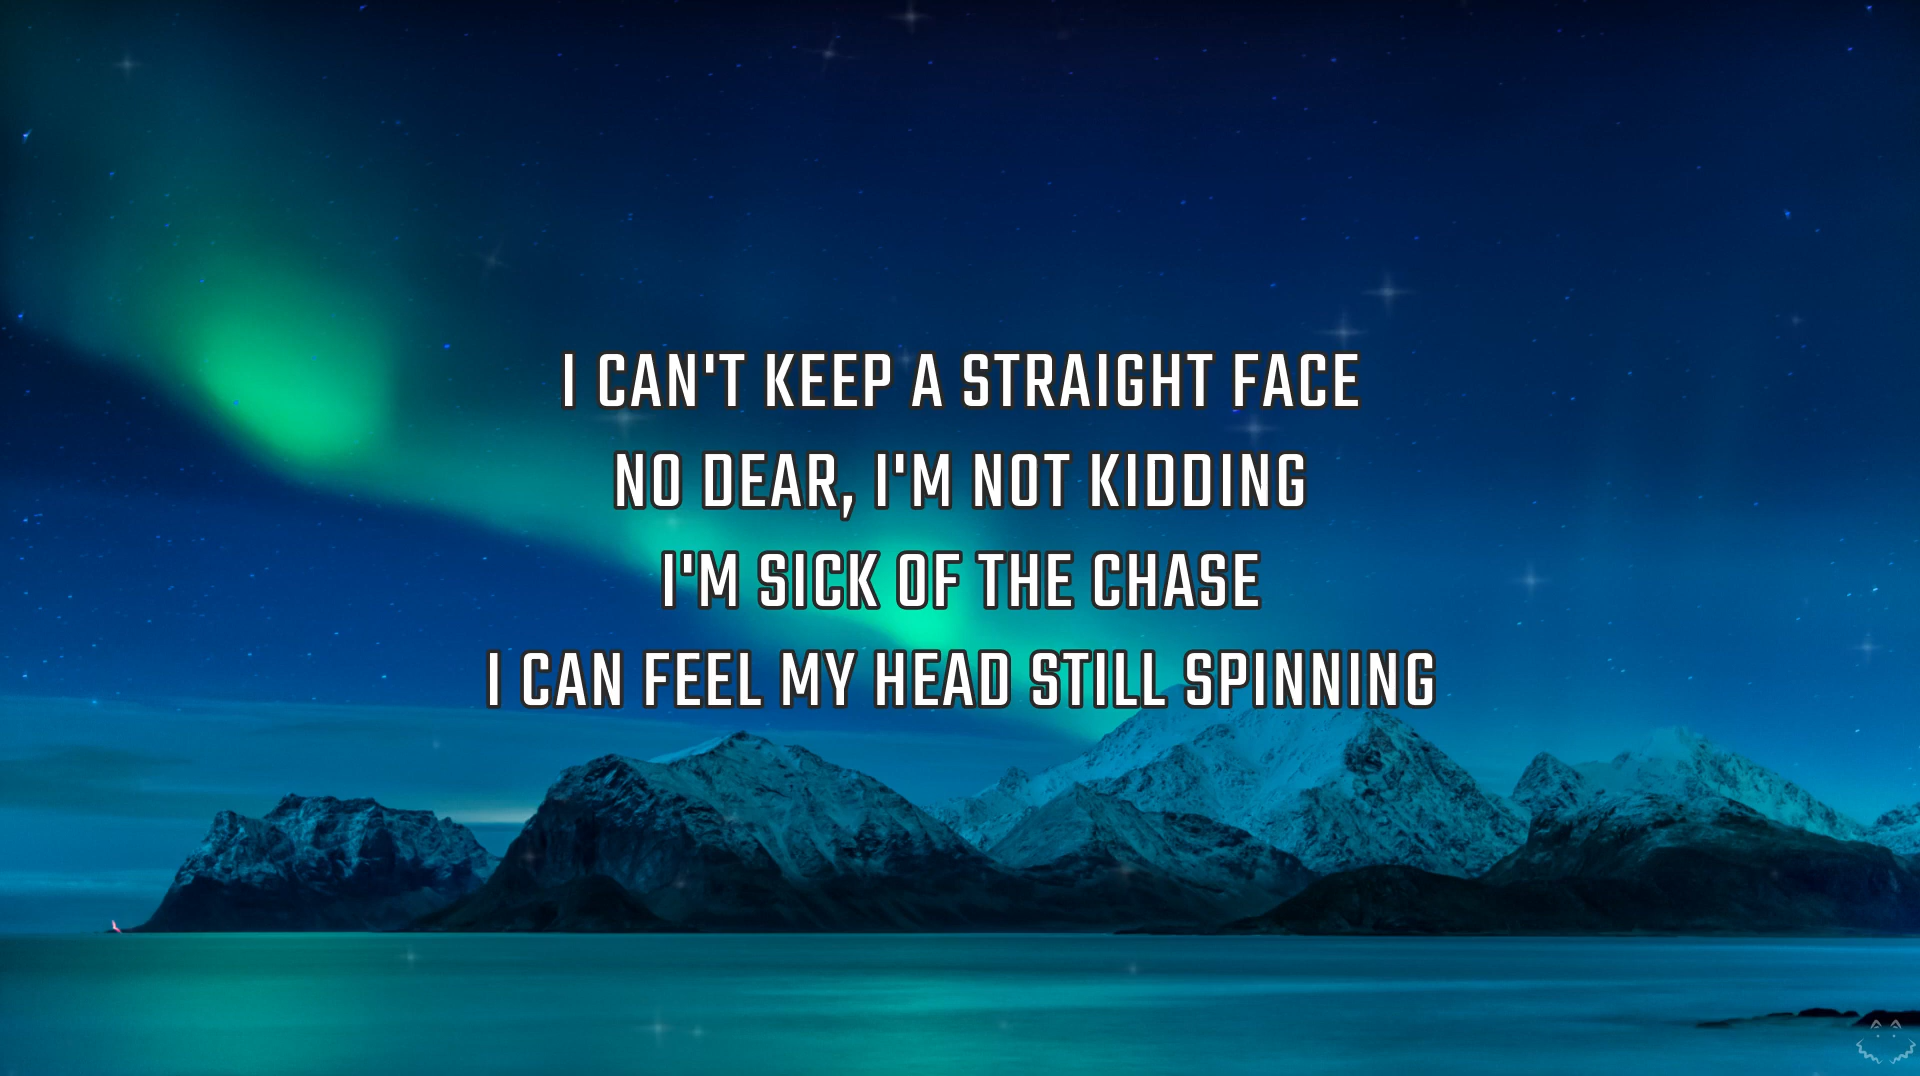 I CAN'T KEEP A STRAIGHT FACE
NO DEAR, I'M NOT KIDDING
I'M SICK OF THE CHASE
I CAN FEEL MY HEAD STILL SPINNING